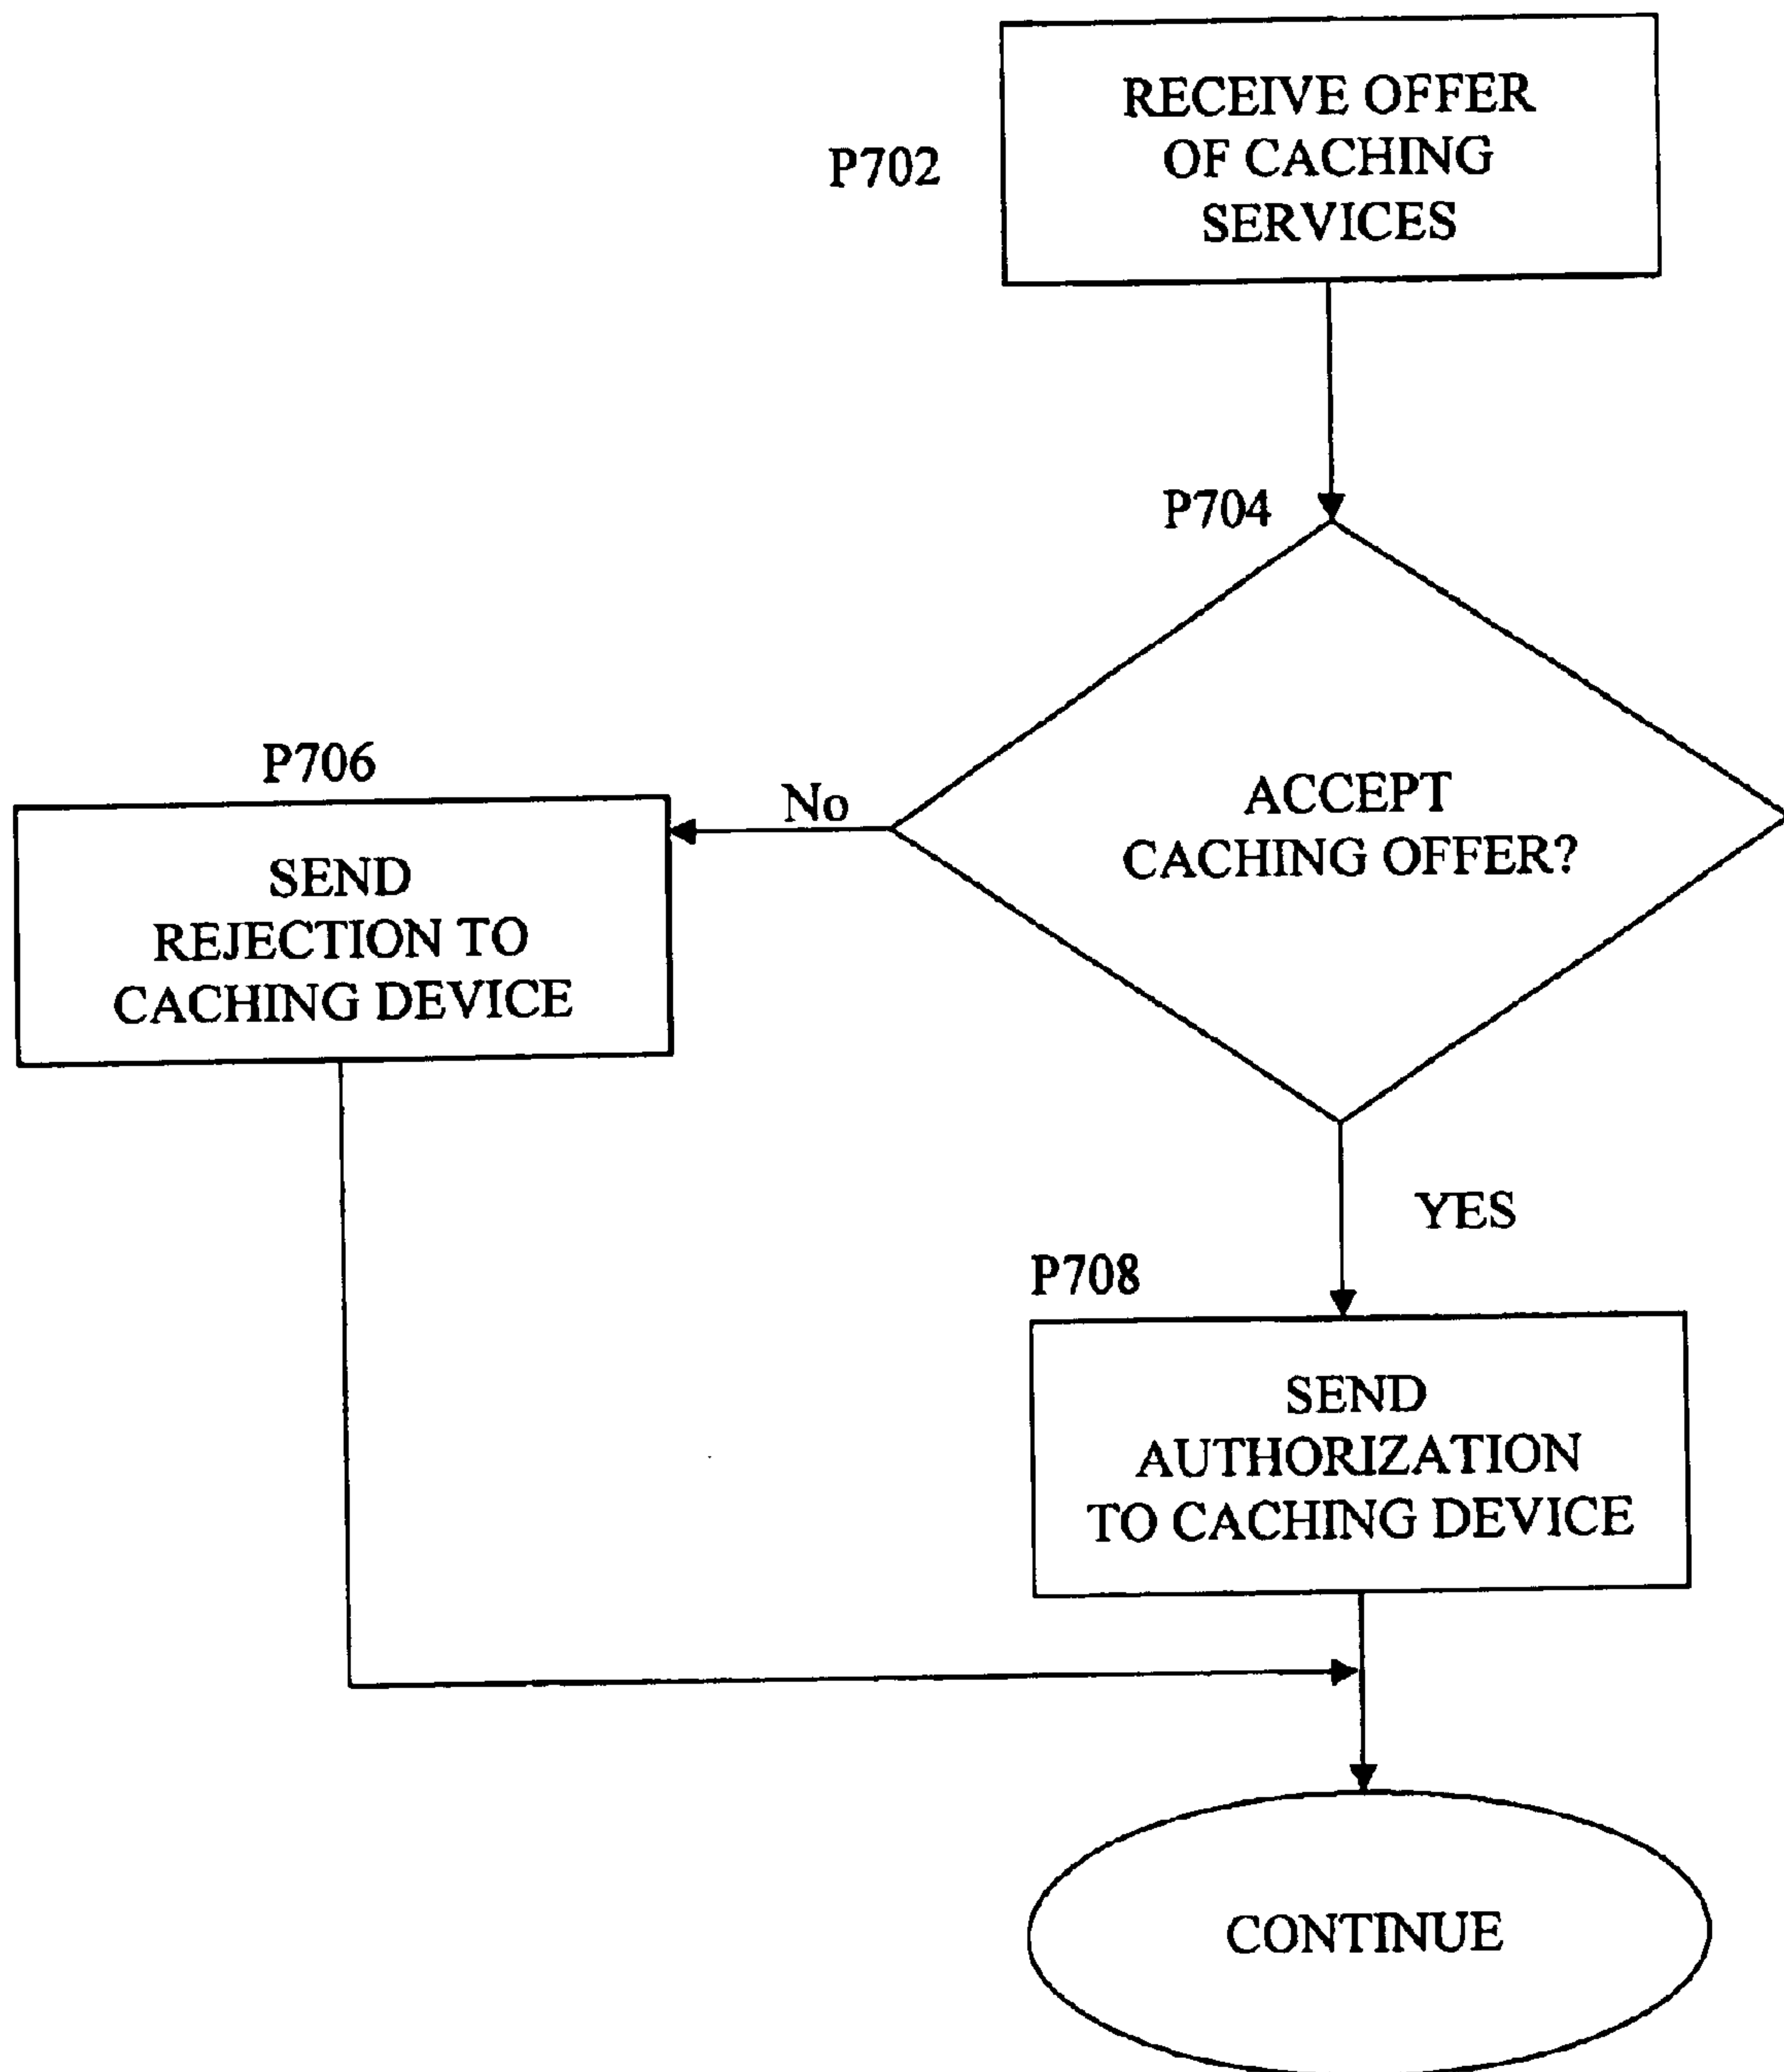 RECEIVE OFFER
OF CACHING
SERVICES
P702
P704
ACCEPT
CACHING OFFER?
No
P706
SEND
REJECTION TO
CACHING DEVICE
YES
P708
SEND
AUTHORIZATION
TO CACHING DEVICE
CONTINUE